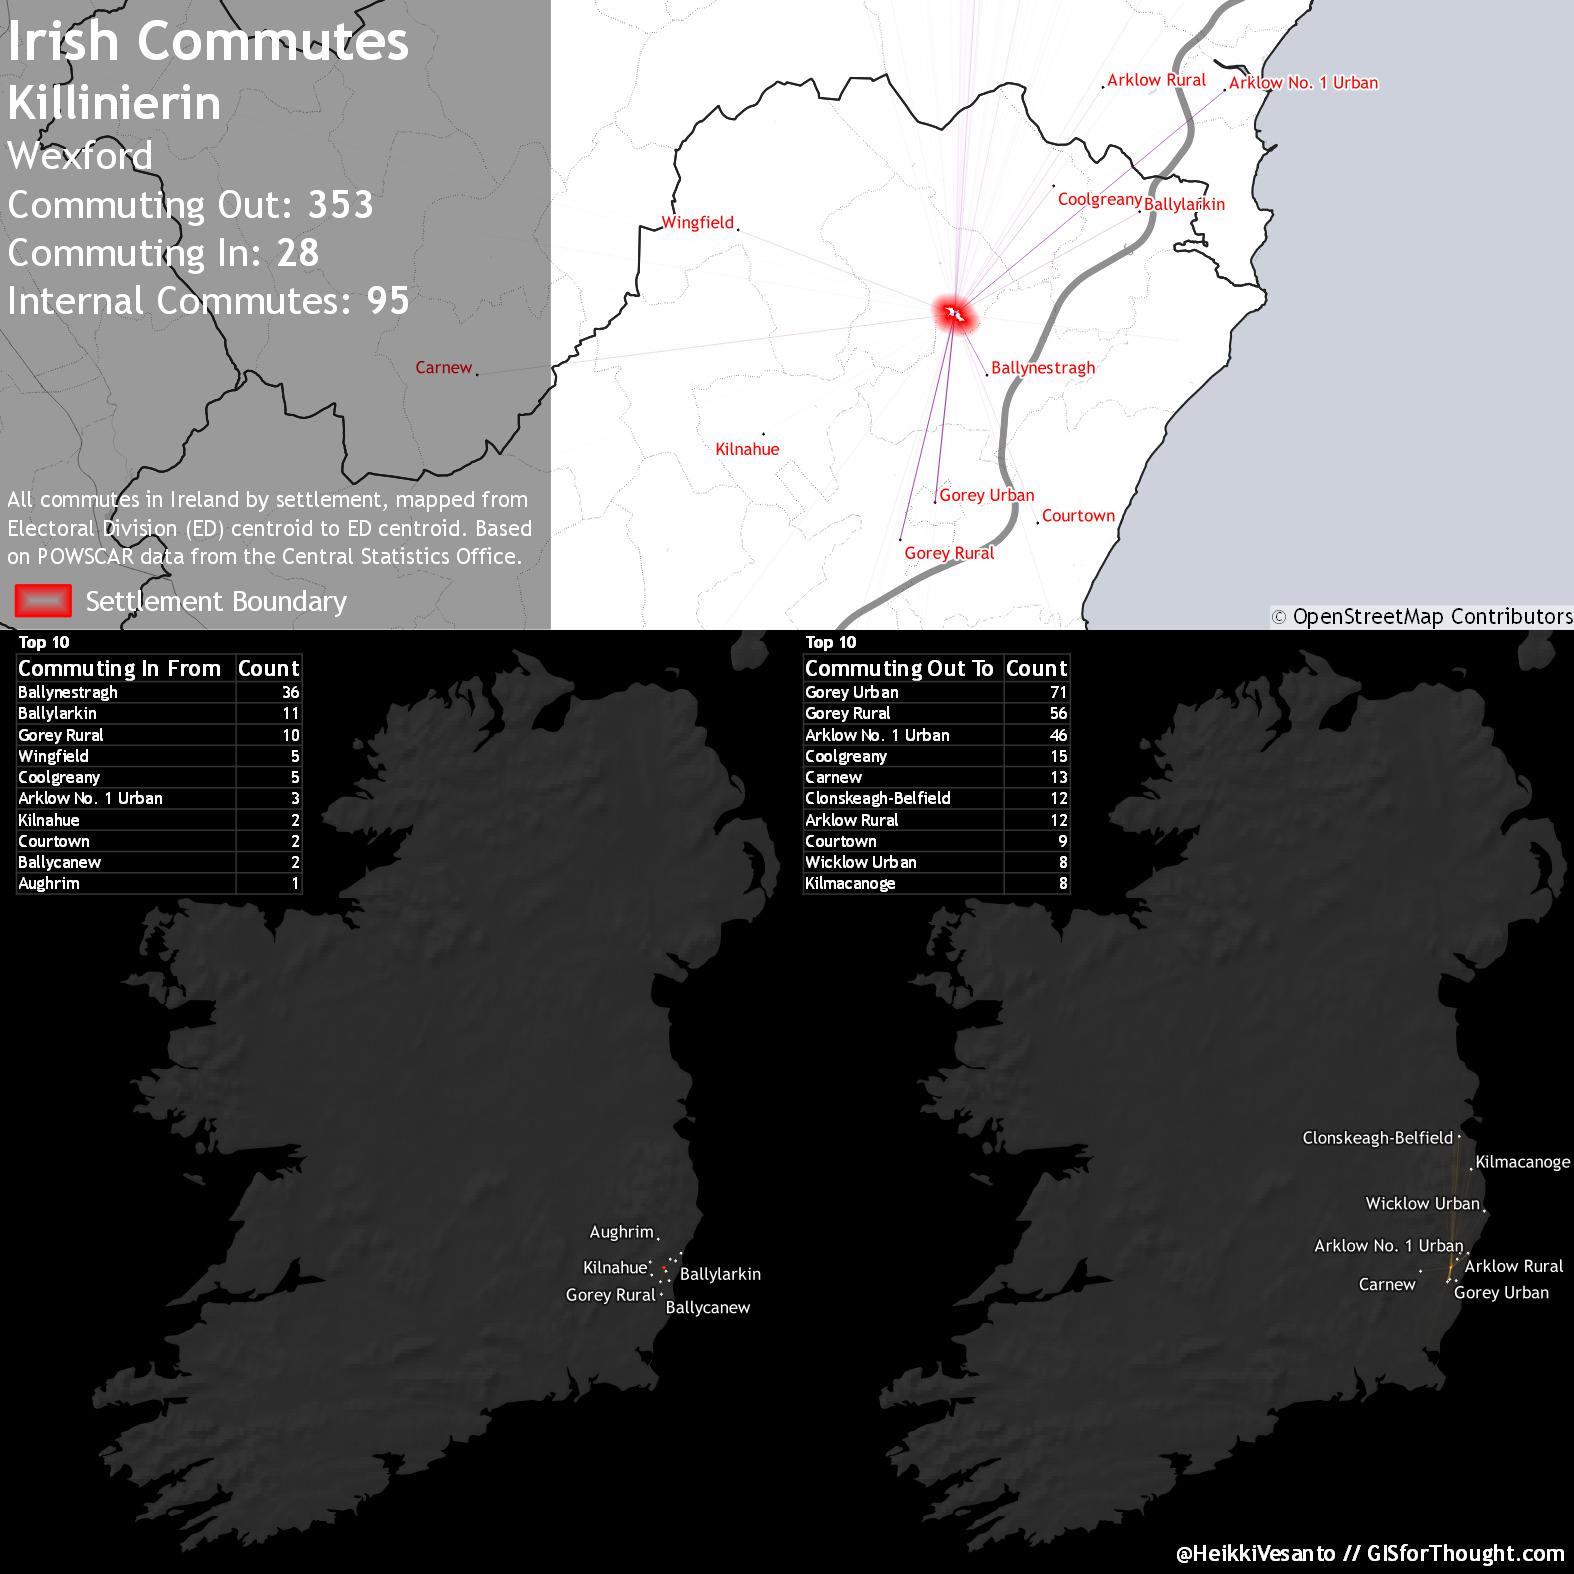 Irish Commutes
Killinierin
Wexford
Commuting Out: 353
Commuting In: 28
Internal Commutes: 95
All commutes in Ireland by settlement, mapped from
Electoral Division (ED) centroid to ED centroid. Based
on POWSCAR data from the Central Statistics Office.
Settlement Boundary
Arklow Rural
Arklow No. 1 Urban
Coolgreany
Ballylarkin
Wingfield
Carnew
Ballynestragh
Kilnahue
Gorey Urban
Courtown
Gorey Rural
© OpenStreetMap Contributors
Top 10
Commuting In From Count
Ballynestragh 36
Ballylarkin 11
Gorey Rural 10
Wingfield 5
Coolgreany 5
Arklow No. 1 Urban 3
Kilnahue 2
Courtown 2
Ballycanew 2
Aughrim 1
Aughrim
Kilnahue
Ballylarkin
Gorey Rural
Ballycanew
Top 10
Commuting Out To Count
Gorey Urban 71
Gorey Rural 56
Arklow No. 1 Urban 46
Coolgreany 15
Carnew 13
Clonskeagh-Belfield 12
Arklow Rural 12
Courtown 9
Wicklow Urban 8
Kilmacanoge 8
Clonskeagh-Belfield
Kilmacanoge
Wicklow Urban
Arklow No. 1 Urban
Arklow Rural
Carnew
Gorey Urban
@HeikkiVesanto // GISforThought.com